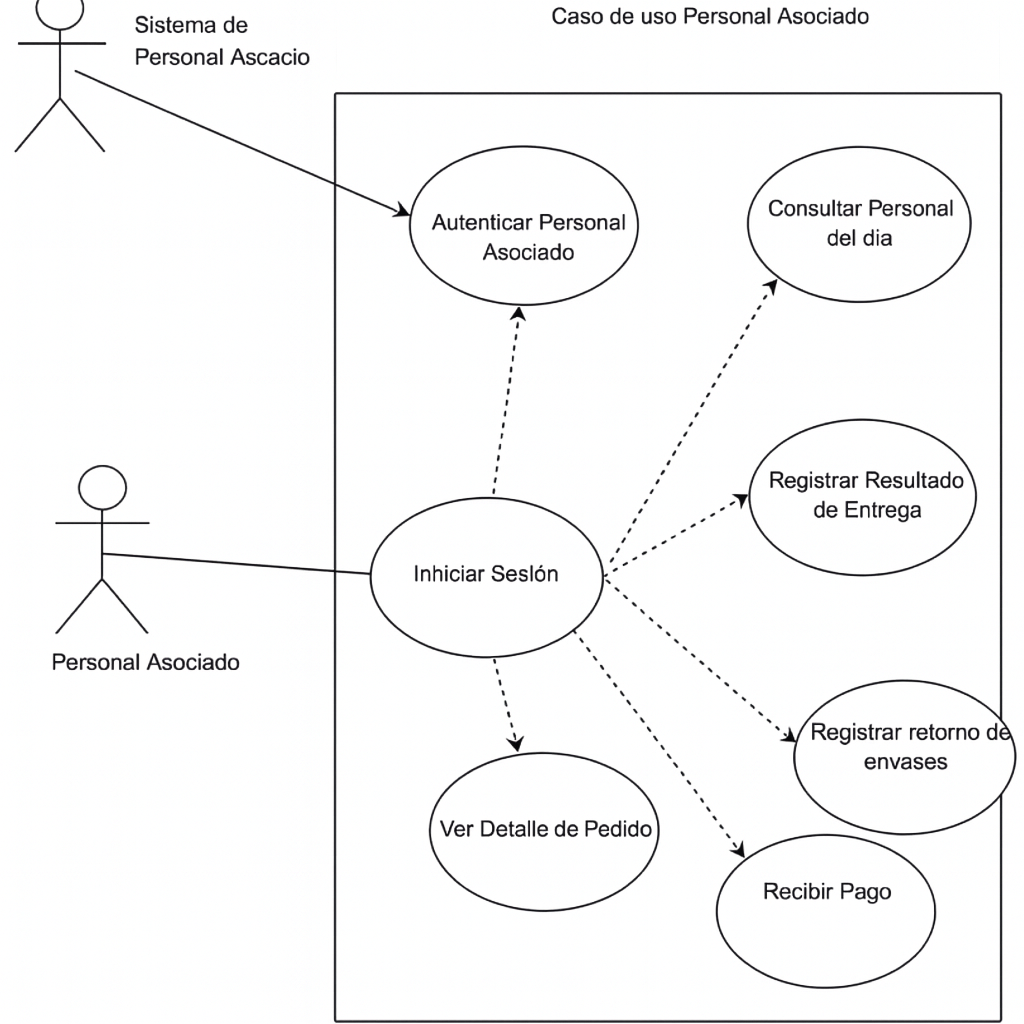 Caso de uso Personal Asociado
Sistema de
Personal Ascacio
Autenticar Personal
Asociado
Consultar Personal
del dia
Registrar Resultado
de Entrega
Inhiciar Seslón
Personal Asociado
Registrar retorno de
envases
Ver Detalle de Pedido
Recibir Pago